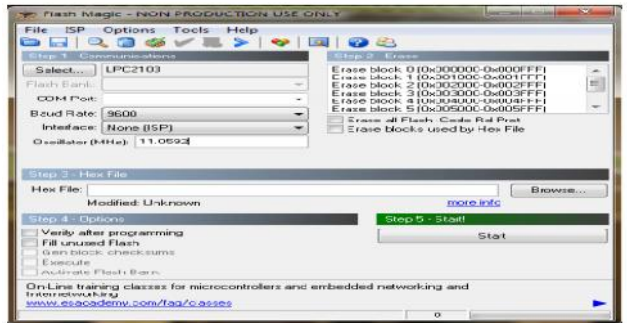 Flash Magic - NON PRODUCTION USE ONLY
File ISP Options Tools Help
Step 1 - Communications
Select... LPC2103
Flash Bank:
COM Port:
Baud Rate: 9600
Interface: None (ISP)
Oscillator (MHz): 11.0592
Step 2 - Erase
Erase block 0 (0x000000-0x000FFF)
Erase block 1 (0x001000-0x001FFF)
Erase block 2 (0x002000-0x002FFF)
Erase block 3 (0x003000-0x003FFF)
Erase block 4 (0x004000-0x004FFF)
Erase block 5 (0x005000-0x005FFF)
Erase all Flash+Code Rd Prot
Erase blocks used by Hex File
Step 3 - Hex File
Hex File: Browse...
Modified: Unknown more info
Step 4 - Options
Verify after programming
Fill unused Flash
Gen block checksums
Execute
Activate Flash Bank
Step 5 - Start!
Start
On-Line training classes for microcontrollers and embedded networking and
Internetworking
www.esacademy.com/faq/classes
0